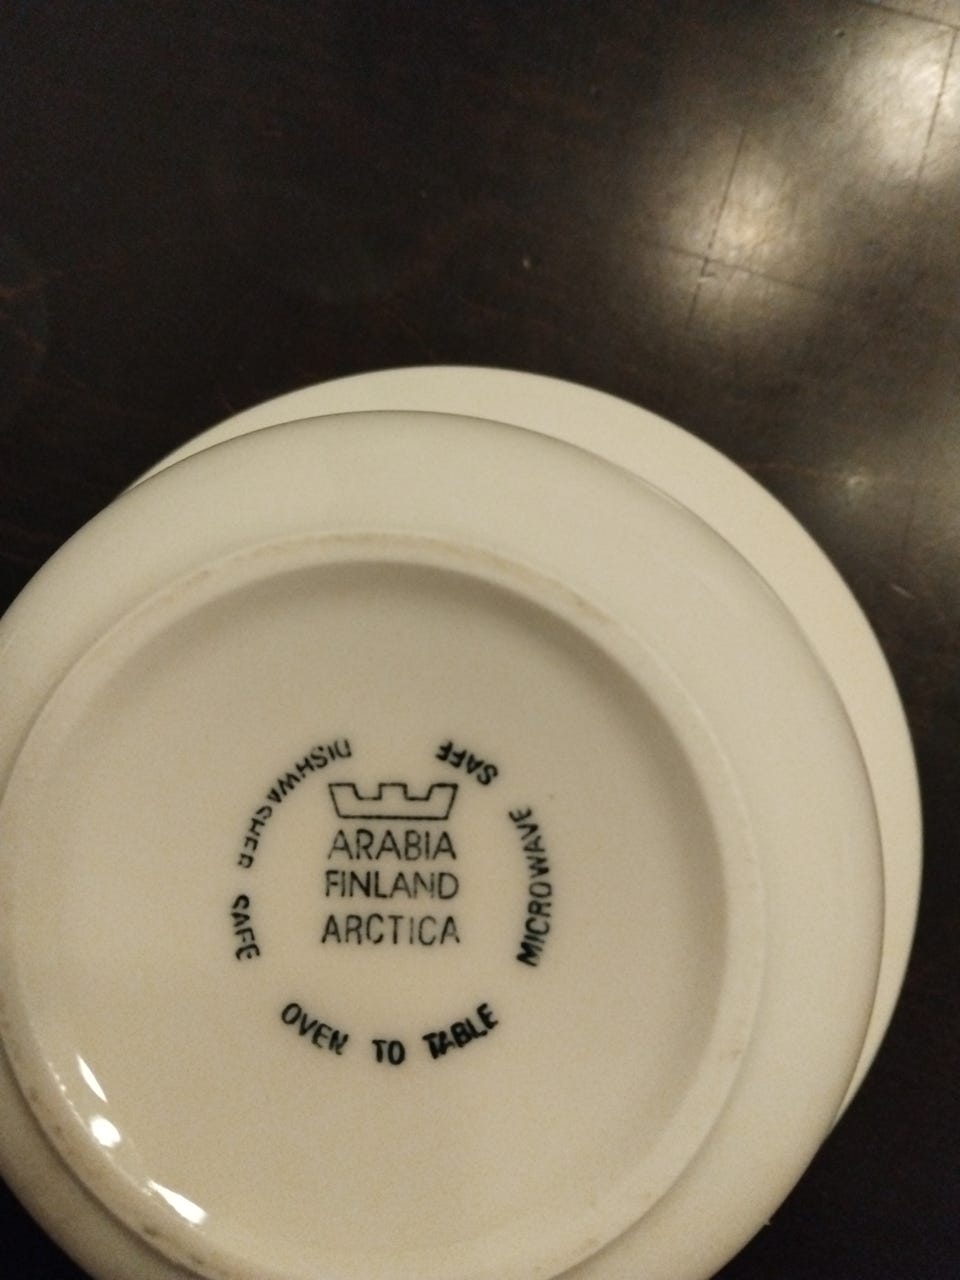 ARABIA
FINLAND
ARCTICA
OVEN TO TABLE
MICROWAVE SAFE
DISHWASHER SAFE